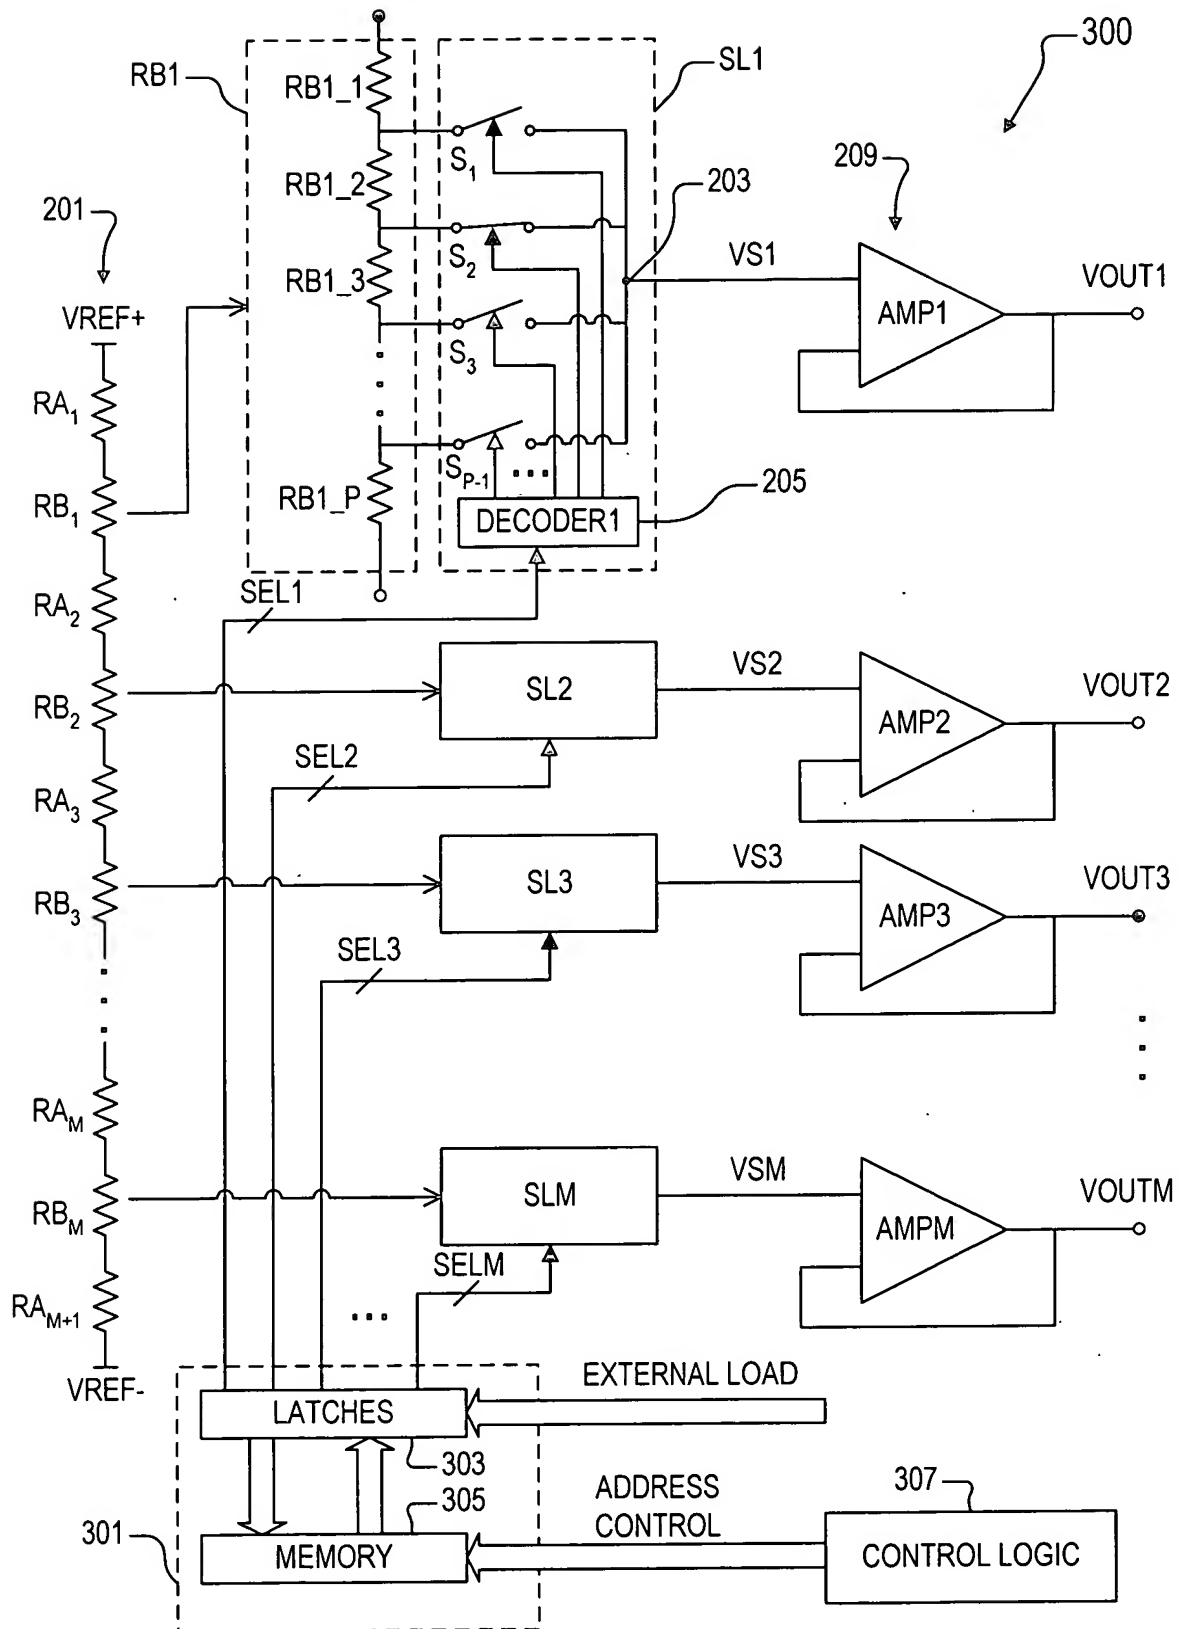 300
RB1
RB1_1
SL1
S1
RB1_2
209
203
201
S2
VS1
VOUT1
RB1_3
VREF+
AMP1
S3
RA1
SP-1
...
205
RB1
RB1_P
DECODER1
SEL1
RA2
VS2
VOUT2
RB2
SL2
AMP2
SEL2
RA3
VS3
VOUT3
RB3
SL3
AMP3
SEL3
RAM
VSM
VOUTM
RBM
SLM
AMPM
SELM
RAM+1
...
VREF-
EXTERNAL LOAD
LATCHES
303
305
ADDRESS
CONTROL
307
301
MEMORY
CONTROL LOGIC